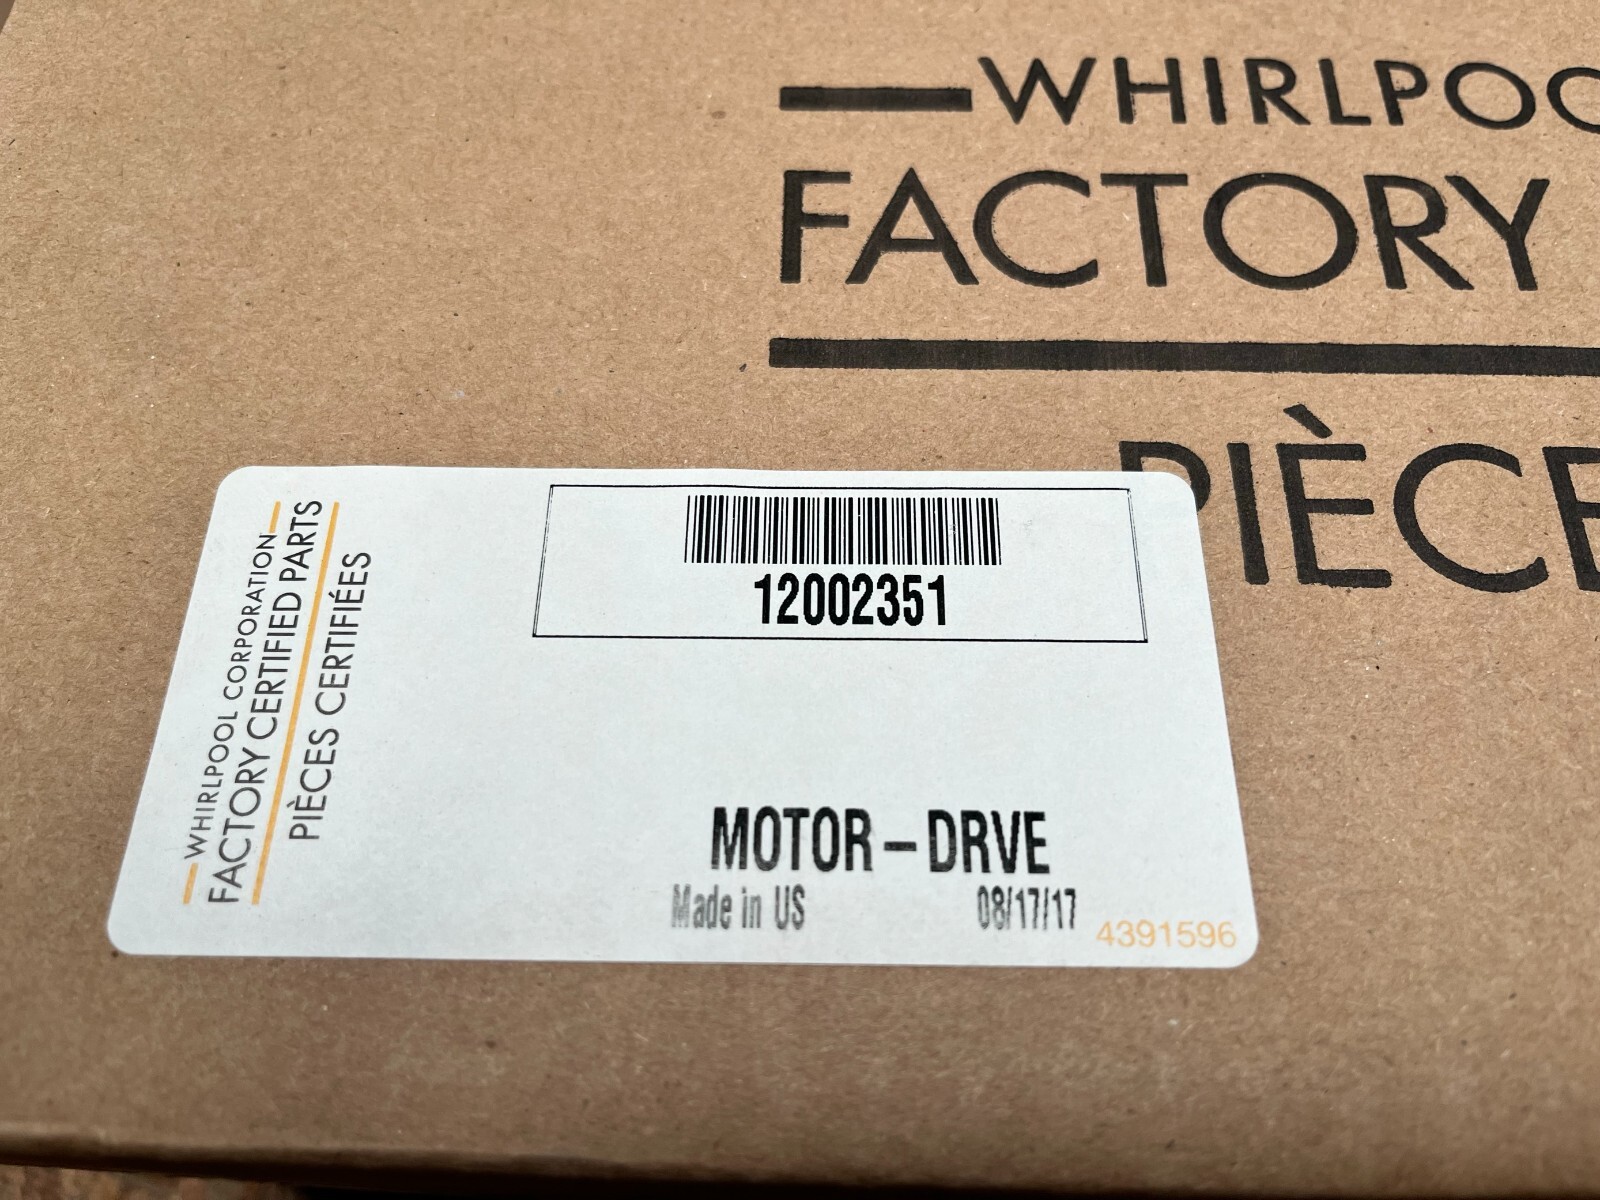 WHIRLPOO
FACTORY
PIÈCE
WHIRLPOOL CORPORATION
FACTORY CERTIFIED PARTS
PIÈCES CERTIFIÉES
12002351
MOTOR-DRVE
Made in US 08/17/17
4391596